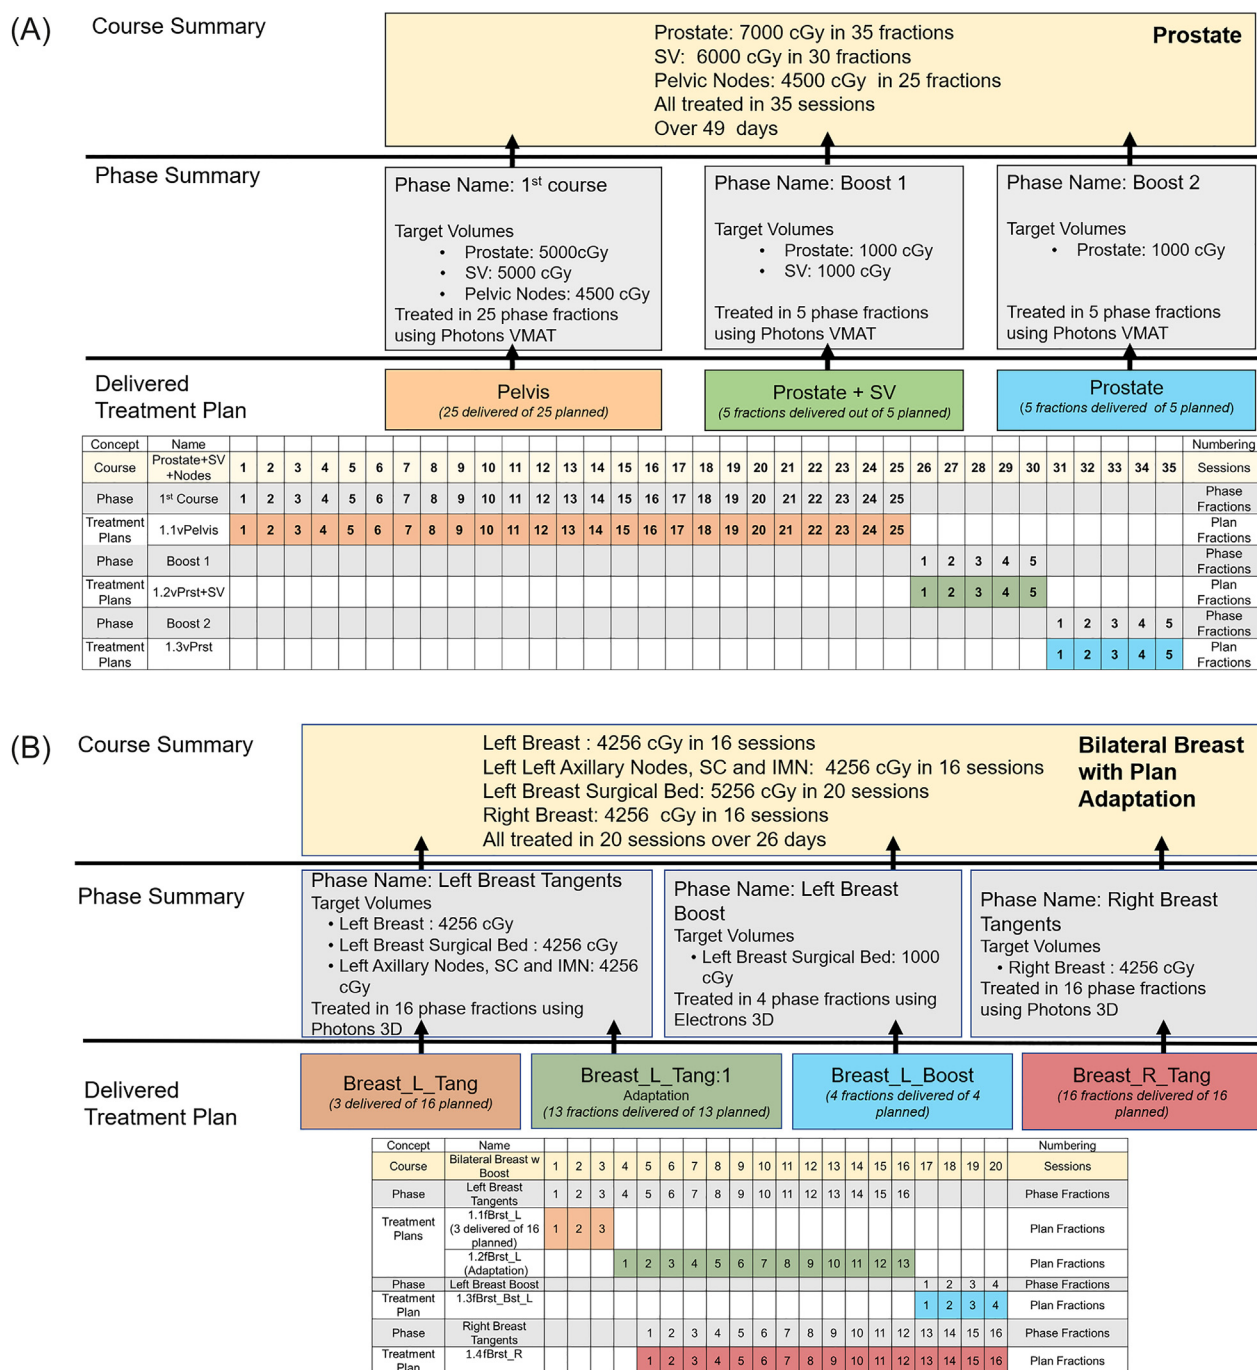 (A)
Course Summary
Prostate: 7000 cGy in 35 fractions
SV: 6000 cGy in 30 fractions
Pelvic Nodes: 4500 cGy in 25 fractions
All treated in 35 sessions
Over 49 days
Prostate
Phase Summary
Phase Name: 1st course
Target Volumes
• Prostate: 5000cGy
• SV: 5000 cGy
• Pelvic Nodes: 4500 cGy
Treated in 25 phase fractions
using Photons VMAT
Phase Name: Boost 1
Target Volumes
• Prostate: 1000 cGy
• SV: 1000 cGy
Treated in 5 phase fractions
using Photons VMAT
Phase Name: Boost 2
Target Volumes
• Prostate: 1000 cGy
Treated in 5 phase fractions
using Photons VMAT
Delivered
Treatment Plan
Pelvis
(25 delivered of 25 planned)
Prostate + SV
(5 fractions delivered out of 5 planned)
Prostate
(5 fractions delivered of 5 planned)
Concept Name Numbering
Course Prostate+SV +Nodes 1 2 3 4 5 6 7 8 9 10 11 12 13 14 15 16 17 18 19 20 21 22 23 24 25 26 27 28 29 30 31 32 33 34 35 Sessions
Phase 1st Course 1 2 3 4 5 6 7 8 9 10 11 12 13 14 15 16 17 18 19 20 21 22 23 24 25 Phase Fractions
Treatment Plans 1.1vPelvis 1 2 3 4 5 6 7 8 9 10 11 12 13 14 15 16 17 18 19 20 21 22 23 24 25 Plan Fractions
Phase Boost 1 1 2 3 4 5 Phase Fractions
Treatment Plans 1.2vPrst+SV 1 2 3 4 5 Plan Fractions
Phase Boost 2 1 2 3 4 5 Phase Fractions
Treatment Plans 1.3vPrst 1 2 3 4 5 Plan Fractions
(B)
Course Summary
Left Breast : 4256 cGy in 16 sessions
Left Left Axillary Nodes, SC and IMN: 4256 cGy in 16 sessions
Left Breast Surgical Bed: 5256 cGy in 20 sessions
Right Breast: 4256 cGy in 16 sessions
All treated in 20 sessions over 26 days
Bilateral Breast
with Plan
Adaptation
Phase Summary
Phase Name: Left Breast Tangents
Target Volumes
• Left Breast : 4256 cGy
• Left Breast Surgical Bed : 4256 cGy
• Left Axillary Nodes, SC and IMN: 4256
cGy
Treated in 16 phase fractions using
Photons 3D
Phase Name: Left Breast
Boost
Target Volumes
• Left Breast Surgical Bed: 1000
cGy
Treated in 4 phase fractions using
Electrons 3D
Phase Name: Right Breast
Tangents
Target Volumes
• Right Breast : 4256 cGy
Treated in 16 phase fractions
using Photons 3D
Delivered
Treatment Plan
Breast_L_Tang
(3 delivered of 16 planned)
Breast_L_Tang:1
Adaptation
(13 fractions delivered of 13 planned)
Breast_L_Boost
(4 fractions delivered of 4
planned)
Breast_R_Tang
(16 fractions delivered of 16
planned)
Concept Name Numbering
Course Bilateral Breast w Boost 1 2 3 4 5 6 7 8 9 10 11 12 13 14 15 16 17 18 19 20 Sessions
Phase Left Breast Tangents 1 2 3 4 5 6 7 8 9 10 11 12 13 14 15 16 Phase Fractions
Treatment Plans 1.1fBrst_L (3 delivered of 16 planned) 1 2 3 Plan Fractions
1.2fBrst_L (Adaptation) 1 2 3 4 5 6 7 8 9 10 11 12 13 Plan Fractions
Phase Left Breast Boost 1 2 3 4 Phase Fractions
Treatment Plan 1.3fBrst_Bst_L 1 2 3 4 Plan Fractions
Phase Right Breast Tangents 1 2 3 4 5 6 7 8 9 10 11 12 13 14 15 16 Phase Fractions
Treatment Plan 1.4fBrst_R 1 2 3 4 5 6 7 8 9 10 11 12 13 14 15 16 Plan Fractions